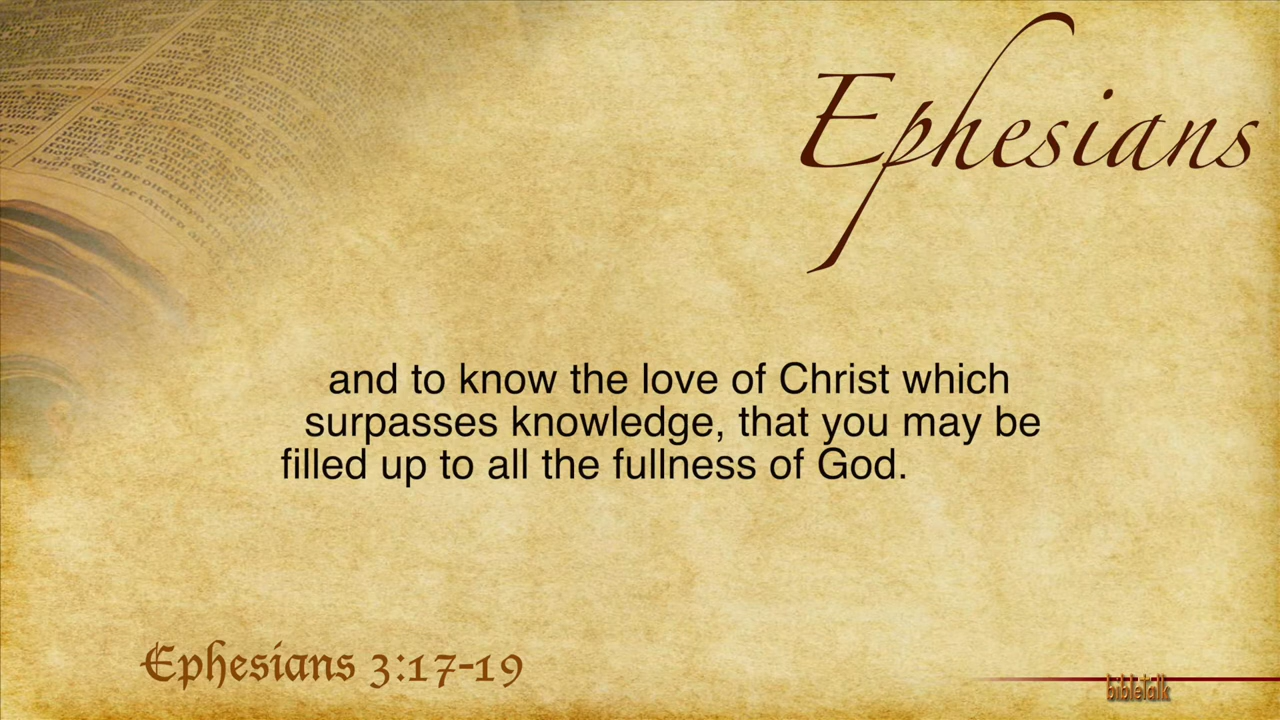 Ephesians
and to know the love of Christ which
surpasses knowledge, that you may be
filled up to all the fullness of God.
Ephesians 3:17-19
bibletalk